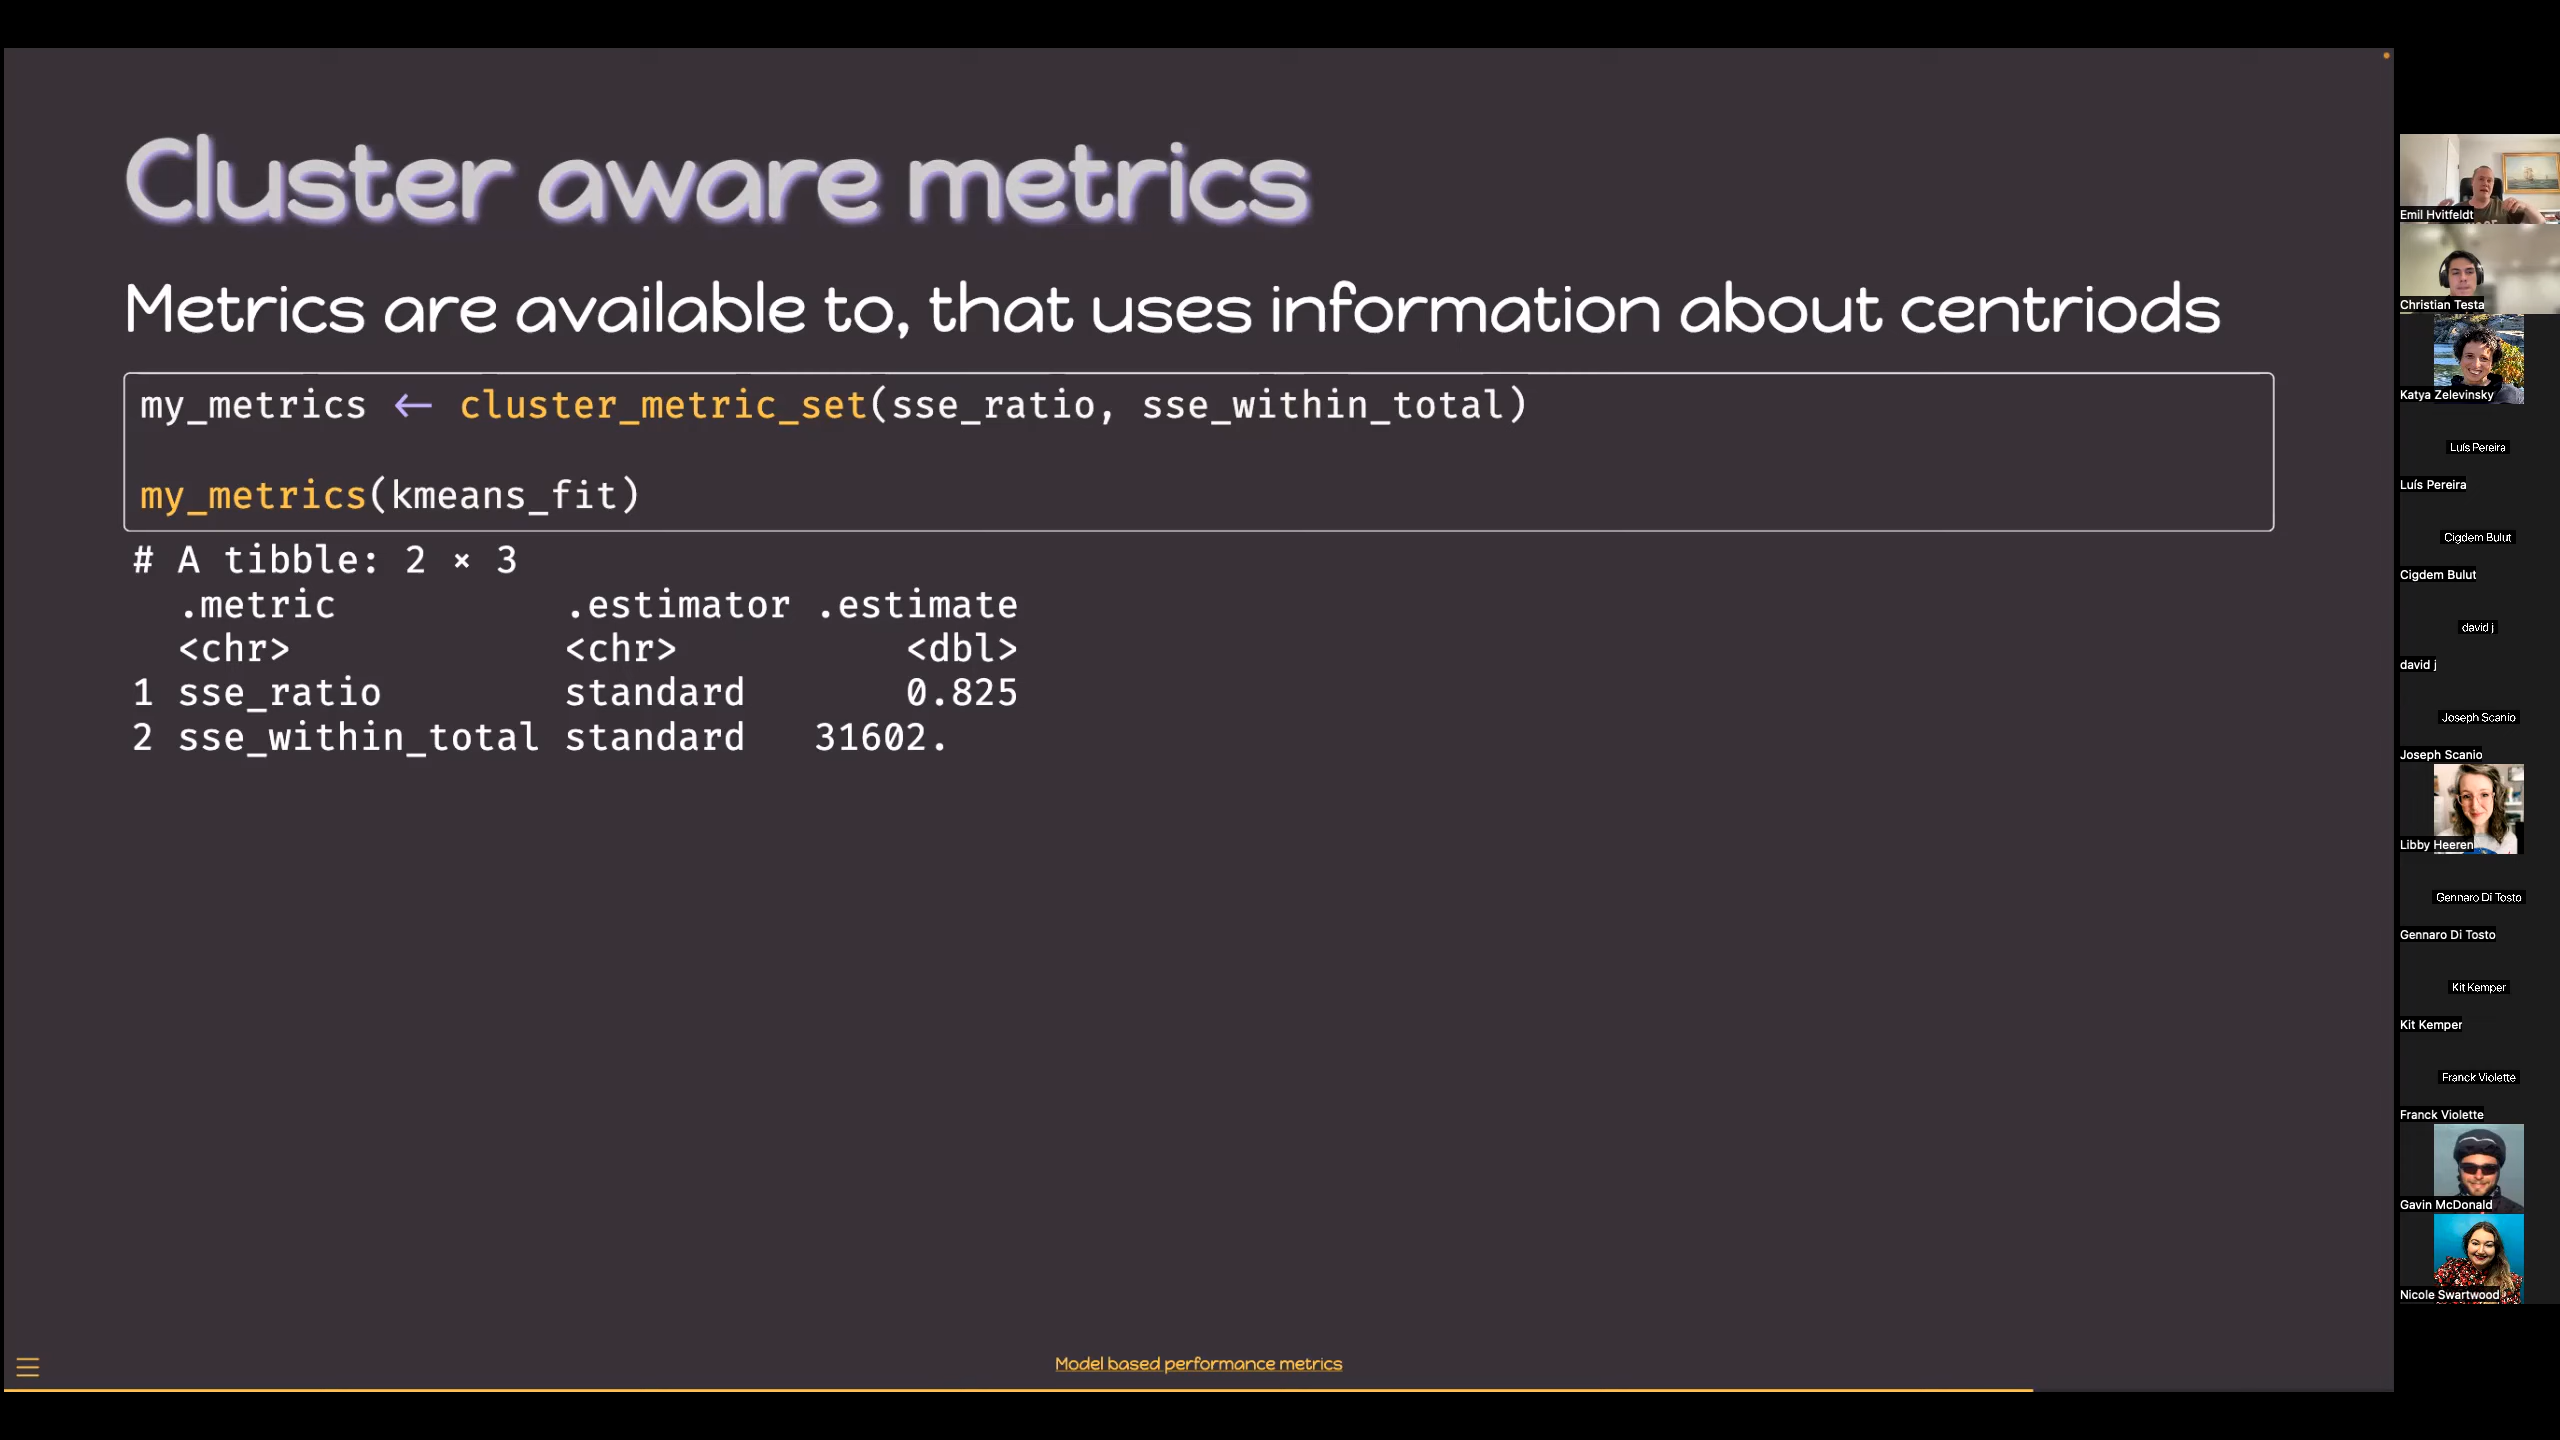 Cluster aware metrics
Metrics are available to, that uses information about centriods
my_metrics <- cluster_metric_set(sse_ratio, sse_within_total)
my_metrics(kmeans_fit)
# A tibble: 2 × 3
.metric .estimator .estimate
<chr> <chr> <dbl>
1 sse_ratio standard 0.825
2 sse_within_total standard 31602.
Model based performance metrics
Emil Hvitfeldt
Christian Testa
Katya Zelevinsky
Luís Pereira
Luís Pereira
Cigdem Bulut
Cigdem Bulut
david j
david j
Joseph Scanio
Joseph Scanio
Libby Heeren
Gennaro Di Tosto
Gennaro Di Tosto
Kit Kemper
Kit Kemper
Franck Violette
Franck Violette
Gavin McDonald
Nicole Swartwood